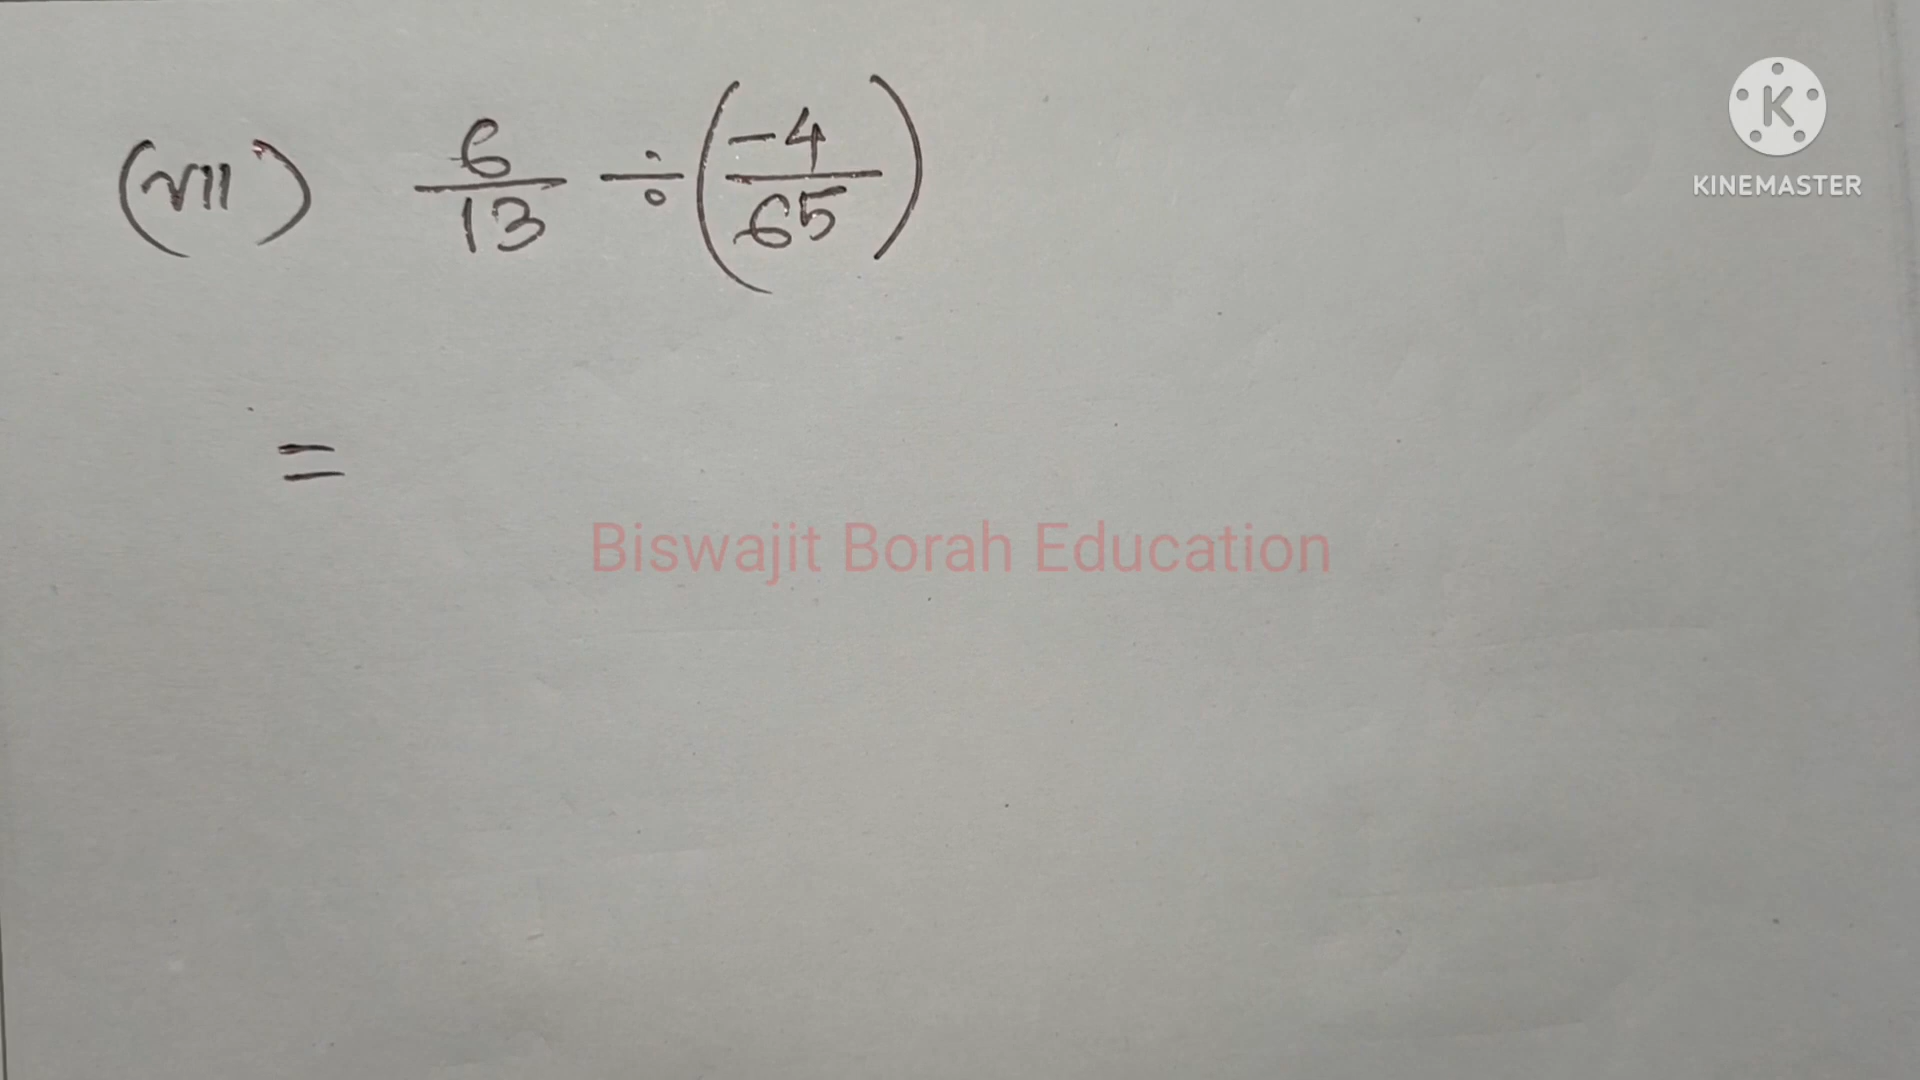 (vii) 6/13 ÷ (-4/65)
=
Biswajit Borah Education
K
KINEMASTER